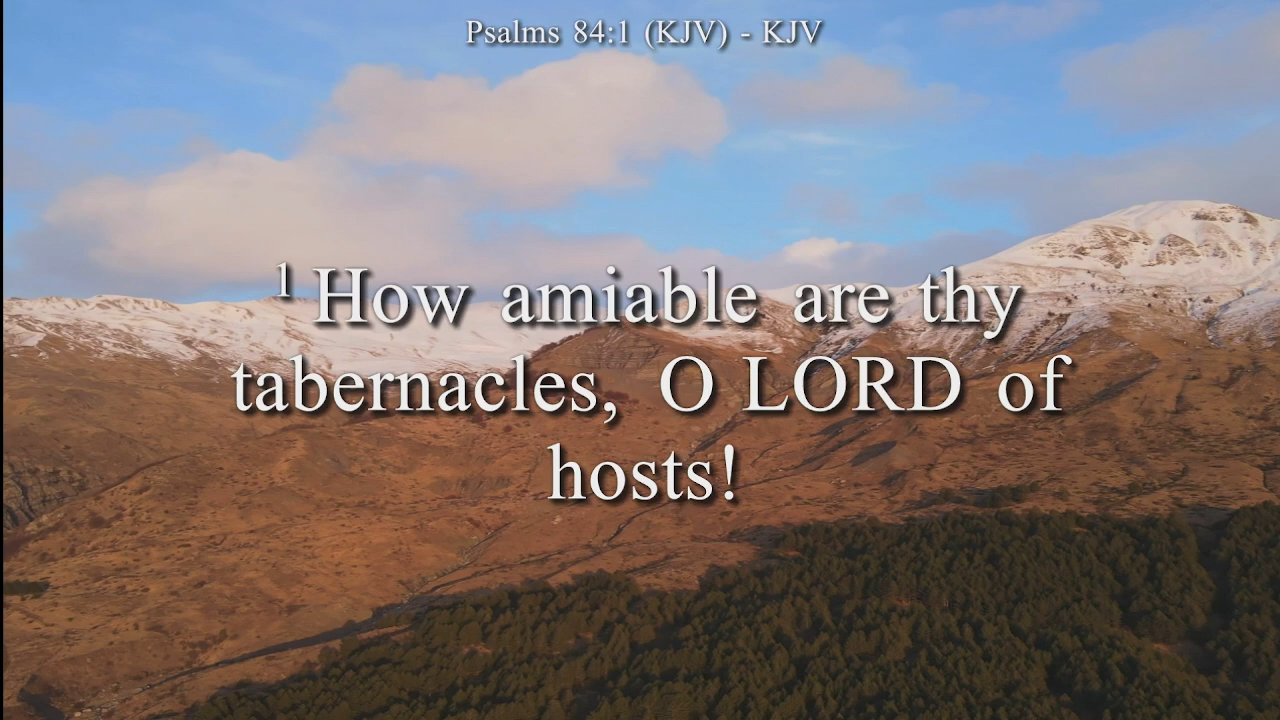 Psalms 84:1 (KJV) - KJV
1 How amiable are thy
tabernacles, O LORD of
hosts!